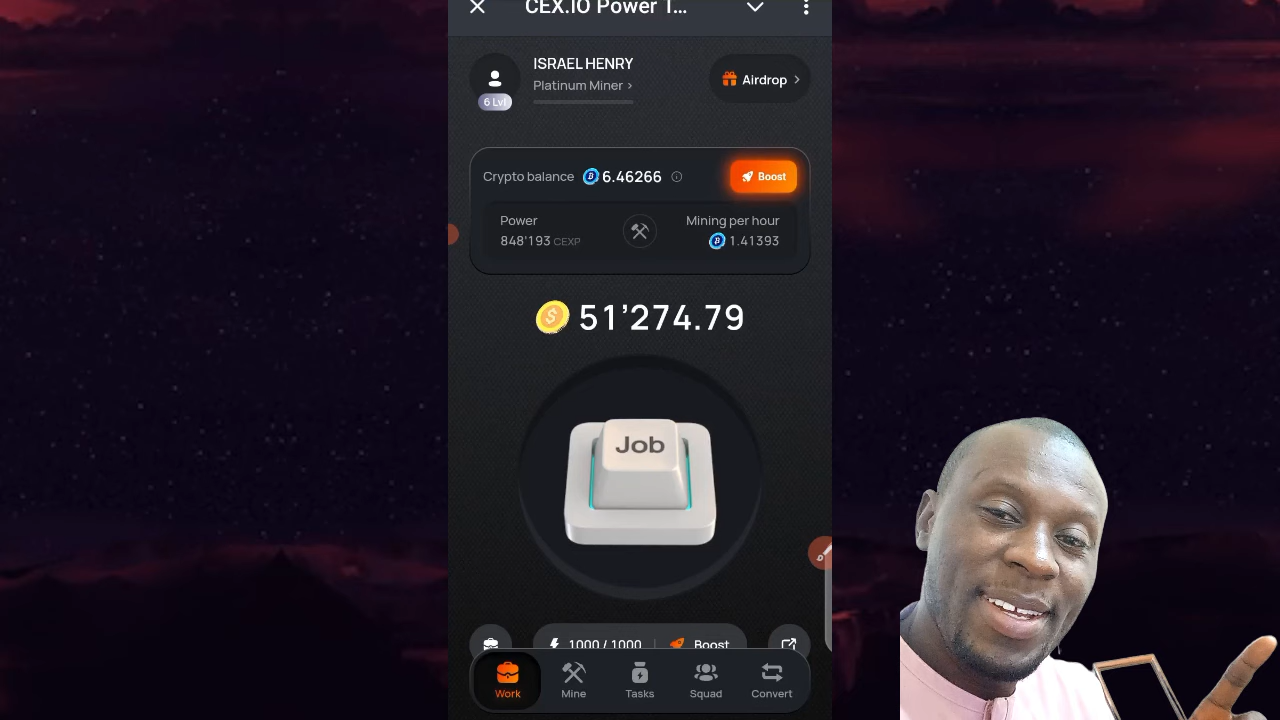 CEX.IO Power T...
ISRAEL HENRY
Platinum Miner ›
6 Lvl
Airdrop ›
Crypto balance 6.46266
Boost
Power
848'193 CEXP
Mining per hour
1.41393
51'274.79
Job
1000 / 1000 | Boost
Work
Mine
Tasks
Squad
Convert